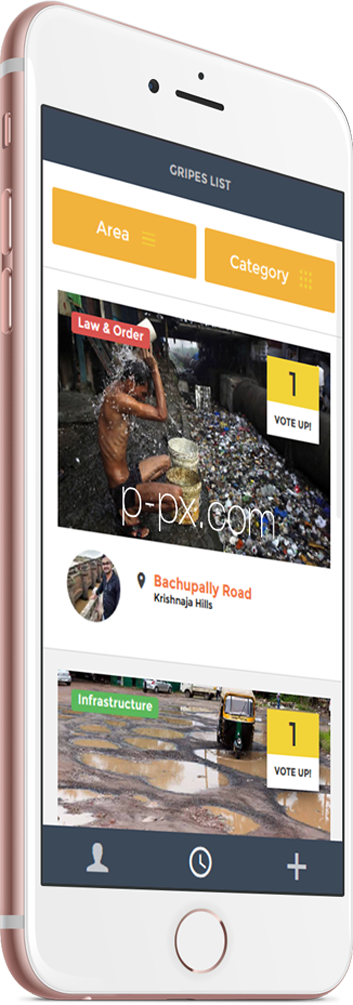 GRIPES LIST
Area
Category
Law & Order
1
VOTE UP!
p-px.com
Bachupally Road
Krishnaja Hills
Infrastructure
1
VOTE UP!